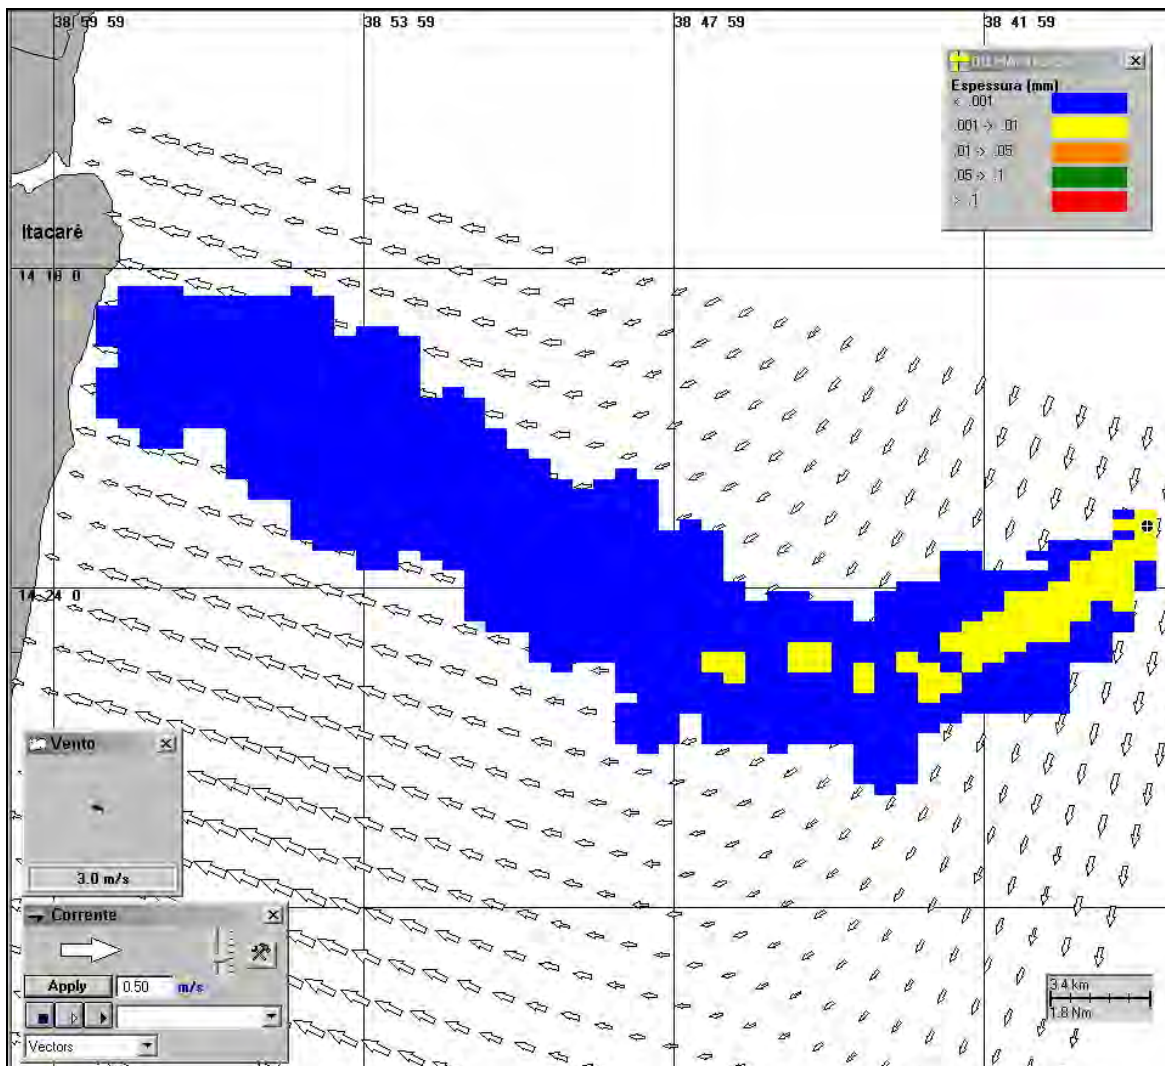 38 59 59
38 53 59
38 47 59
38 41 59
Espessura (mm)
< .001
.001 -> .01
.01 -> .05
.05 -> .1
> .1
Itacaré
14 18 0
14 24 0
Vento
3.0 m/s
Corrente
Apply 0.50 m/s
Vectors
3.4 km
1.8 Nm